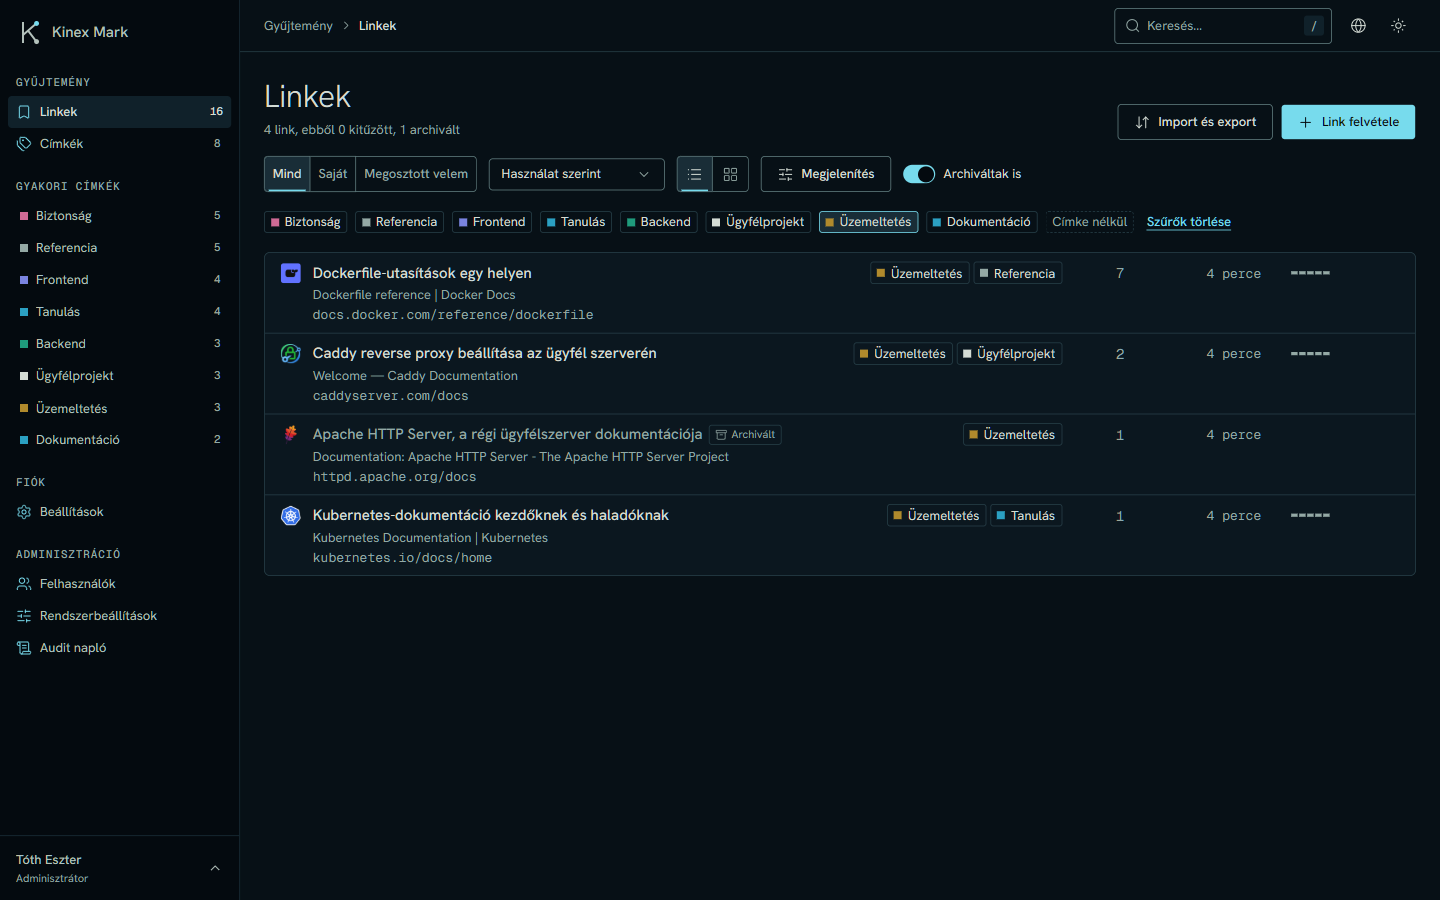 Kinex Mark
GYŰJTEMÉNY
Linkek 16
Címkék 8
GYAKORI CÍMKÉK
Biztonság 5
Referencia 5
Frontend 4
Tanulás 4
Backend 3
Ügyfélprojekt 3
Üzemeltetés 3
Dokumentáció 2
FIÓK
Beállítások
ADMINISZTRÁCIÓ
Felhasználók
Rendszerbeállítások
Audit napló
Tóth Eszter
Adminisztrátor
Gyűjtemény > Linkek
Keresés... /
Linkek
4 link, ebből 0 kitűzött, 1 archivált
Import és export
+ Link felvétele
Mind Saját Megosztott velem
Használat szerint
Megjelenítés
Archiváltak is
Biztonság Referencia Frontend Tanulás Backend Ügyfélprojekt Üzemeltetés Dokumentáció Címke nélkül Szűrők törlése
Dockerfile-utasítások egy helyen Üzemeltetés Referencia 7 4 perce
Dockerfile reference | Docker Docs
docs.docker.com/reference/dockerfile
Caddy reverse proxy beállítása az ügyfél szerverén Üzemeltetés Ügyfélprojekt 2 4 perce
Welcome — Caddy Documentation
caddyserver.com/docs
Apache HTTP Server, a régi ügyfélszerver dokumentációja Archivált Üzemeltetés 1 4 perce
Documentation: Apache HTTP Server - The Apache HTTP Server Project
httpd.apache.org/docs
Kubernetes-dokumentáció kezdőknek és haladóknak Üzemeltetés Tanulás 1 4 perce
Kubernetes Documentation | Kubernetes
kubernetes.io/docs/home